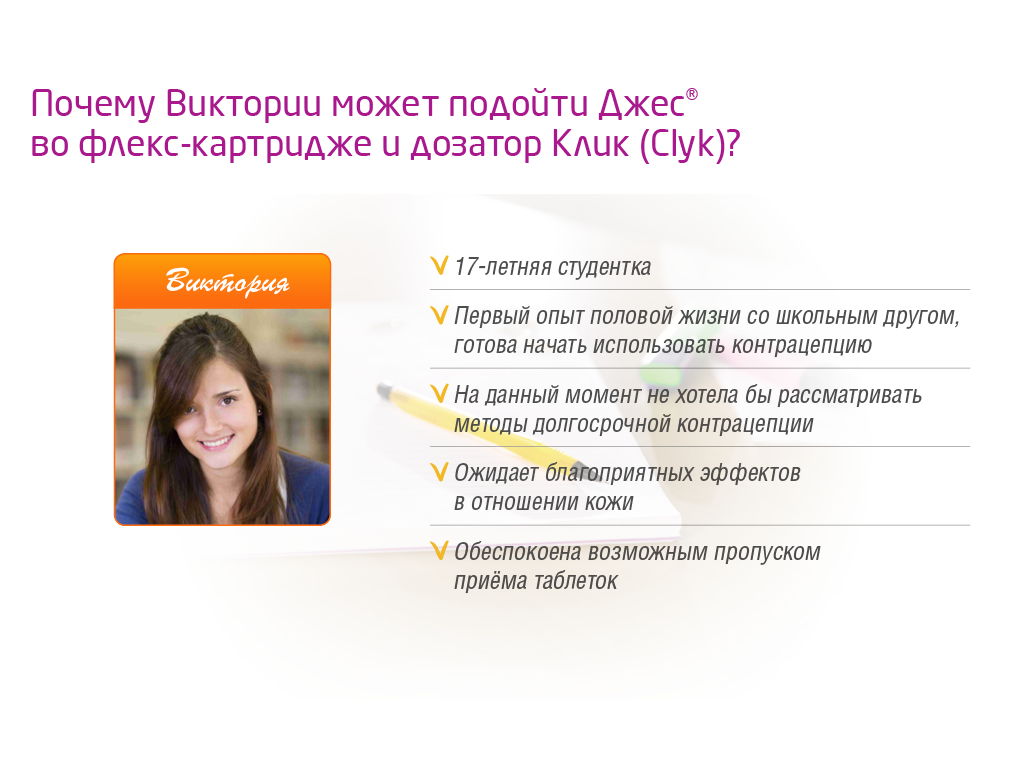 Почему Виктории может подойти Джес®
во флекс-картридже и дозатор Клик (Clyk)?
Виктория
17-летняя студентка
Первый опыт половой жизни со школьным другом,
готова начать использовать контрацепцию
На данный момент не хотела бы рассматривать
методы долгосрочной контрацепции
Ожидает благоприятных эффектов
в отношении кожи
Обеспокоена возможным пропуском
приёма таблеток